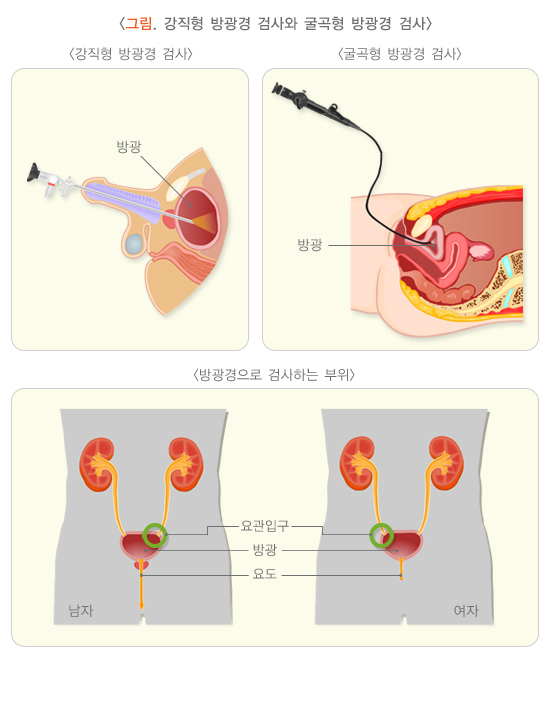 <그림. 강직형 방광경 검사와 굴곡형 방광경 검사>
<강직형 방광경 검사>
<굴곡형 방광경 검사>
방광
방광
<방광경으로 검사하는 부위>
요관입구
방광
요도
남자
여자